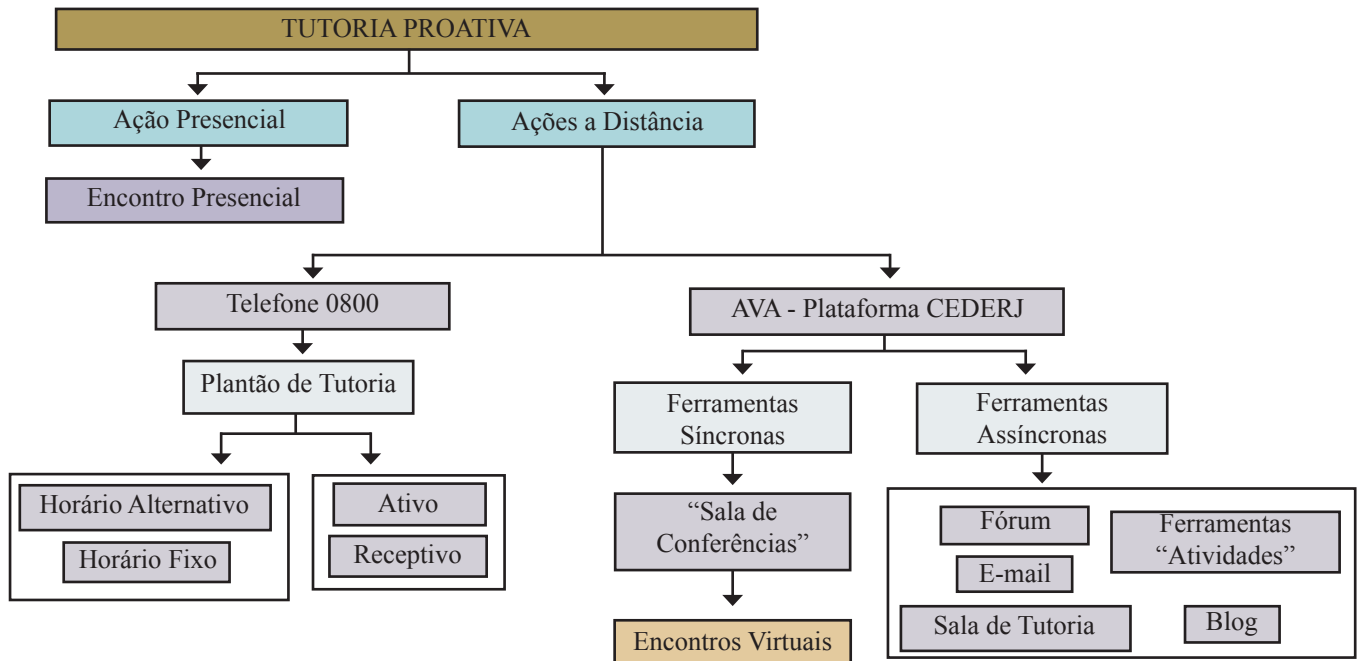 TUTORIA PROATIVA
Ação Presencial
Ações a Distância
Encontro Presencial
Telefone 0800
AVA - Plataforma CEDERJ
Plantão de Tutoria
Ferramentas
Síncronas
Ferramentas
Assíncronas
Horário Alternativo
Horário Fixo
Ativo
Receptivo
“Sala de
Conferências”
Fórum
Ferramentas
“Atividades”
E-mail
Sala de Tutoria
Blog
Encontros Virtuais